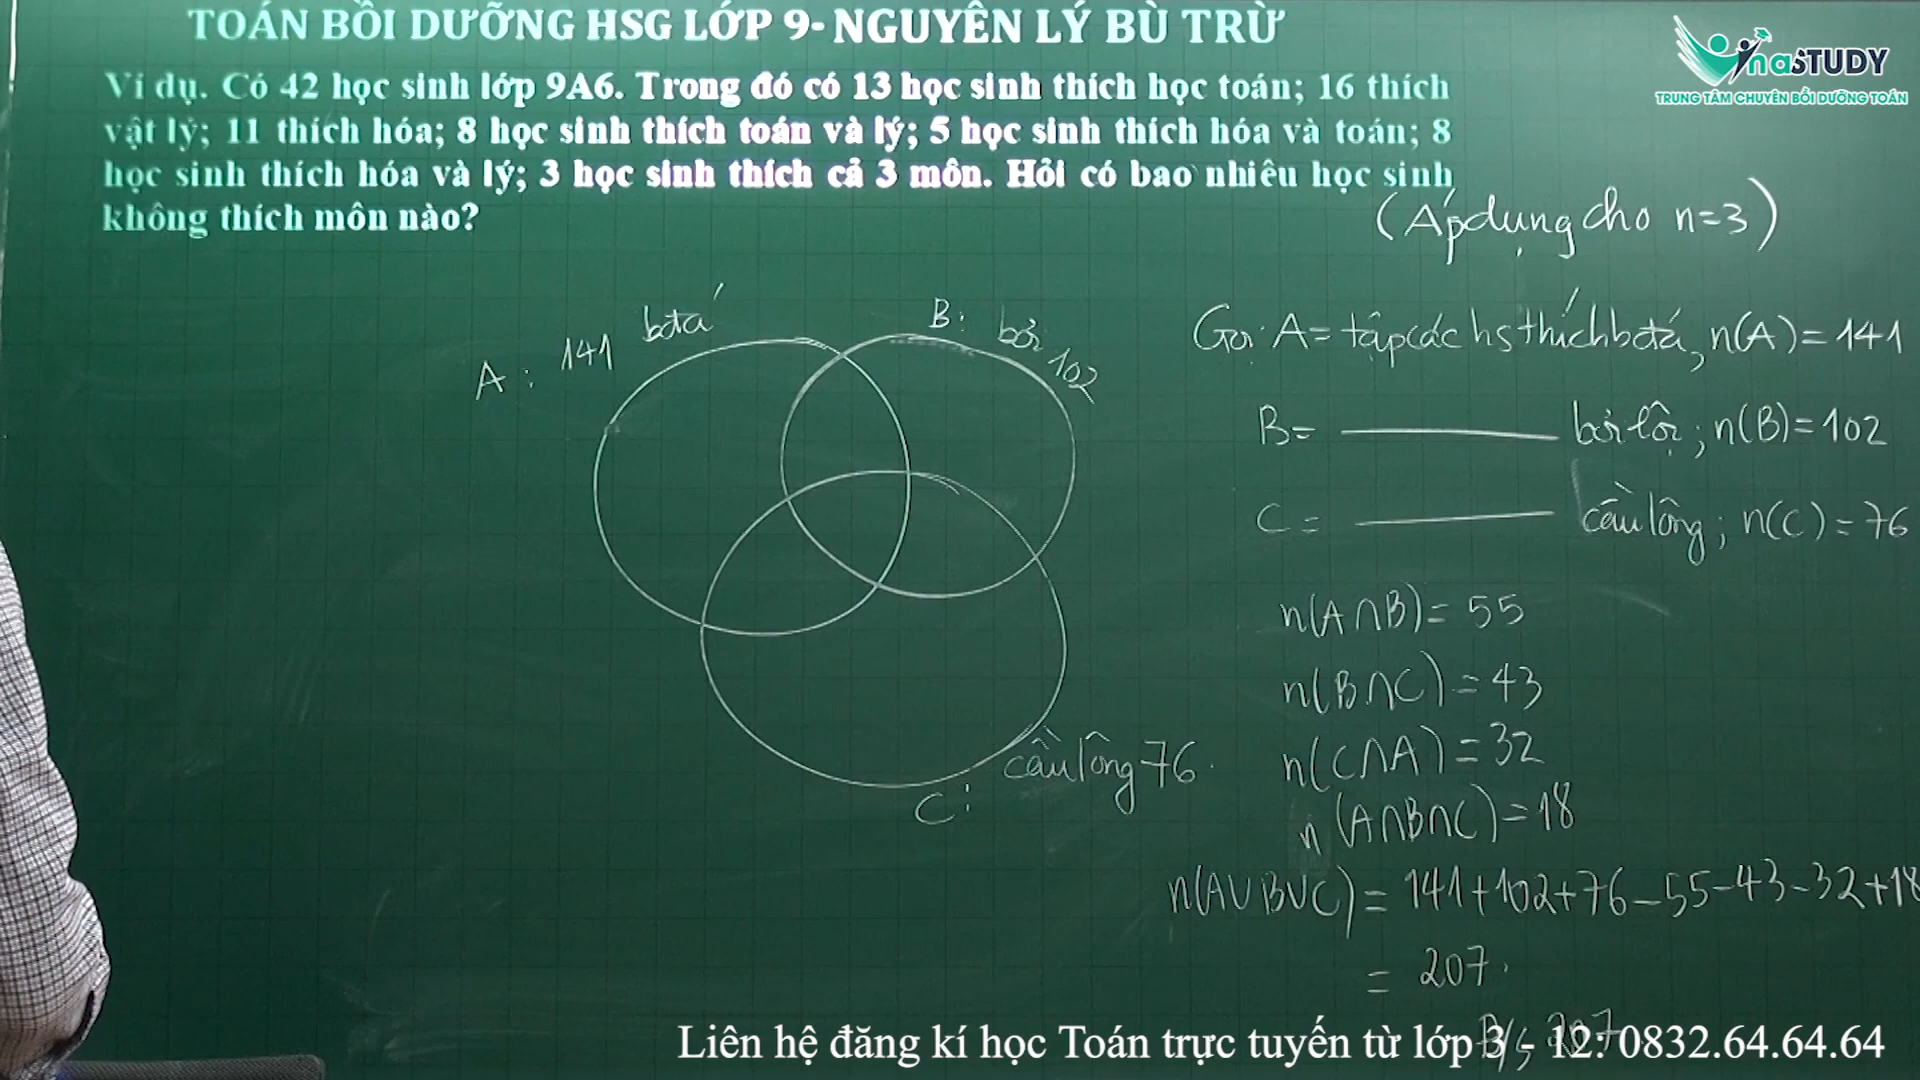 TOÁN BỒI DƯỠNG HSG LỚP 9- NGUYÊN LÝ BÙ TRỪ
VinaSTUDY
TRUNG TÂM CHUYÊN BỒI DƯỠNG TOÁN
Ví dụ. Có 42 học sinh lớp 9A6. Trong đó có 13 học sinh thích học toán; 16 thích
vật lý; 11 thích hóa; 8 học sinh thích toán và lý; 5 học sinh thích hóa và toán; 8
học sinh thích hóa và lý; 3 học sinh thích cả 3 môn. Hỏi có bao nhiêu học sinh
không thích môn nào?
(Áp dụng cho n=3)
A: 141 bđtá
B: bơi 102
C: cầu lông 76.
Gọi A= tập các hs thích bđtá, n(A)=141
B= bơi lội; n(B)=102
C= cầu lông; n(C)=76
n(A∩B)=55
n(B∩C)=43
n(C∩A)=32
n(A∩B∩C)=18
n(A∪B∪C)=141+102+76-55-43-32+18
= 207.
Đ/s 207
Liên hệ đăng kí học Toán trực tuyến từ lớp 3 - 12: 0832.64.64.64